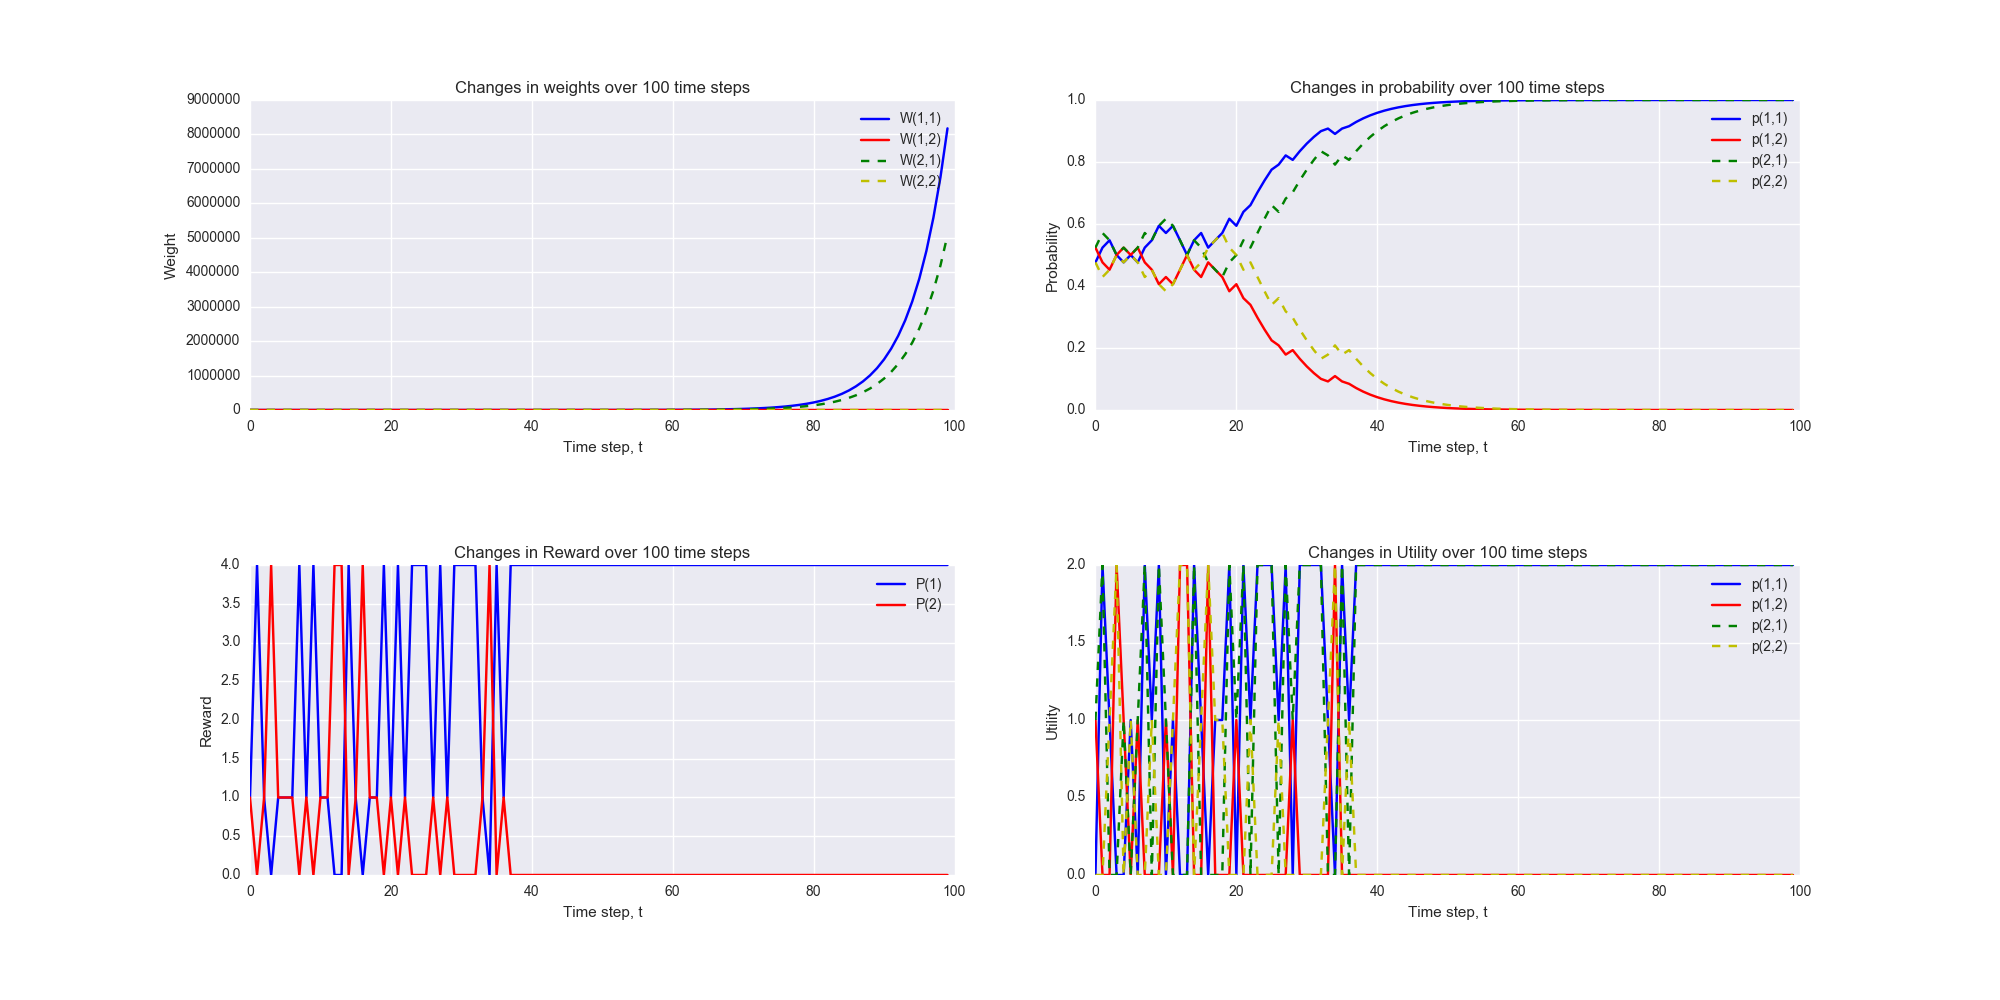 Changes in weights over 100 time steps
9000000
8000000
7000000
6000000
5000000
4000000
3000000
2000000
1000000
0
Weight
W(1,1)
W(1,2)
W(2,1)
W(2,2)
0 20 40 60 80 100
Time step, t
Changes in probability over 100 time steps
1.0
0.8
0.6
0.4
0.2
0.0
Probability
p(1,1)
p(1,2)
p(2,1)
p(2,2)
0 20 40 60 80 100
Time step, t
Changes in Reward over 100 time steps
4.0
3.5
3.0
2.5
2.0
1.5
1.0
0.5
0.0
Reward
P(1)
P(2)
0 20 40 60 80 100
Time step, t
Changes in Utility over 100 time steps
2.0
1.5
1.0
0.5
0.0
Utility
p(1,1)
p(1,2)
p(2,1)
p(2,2)
0 20 40 60 80 100
Time step, t